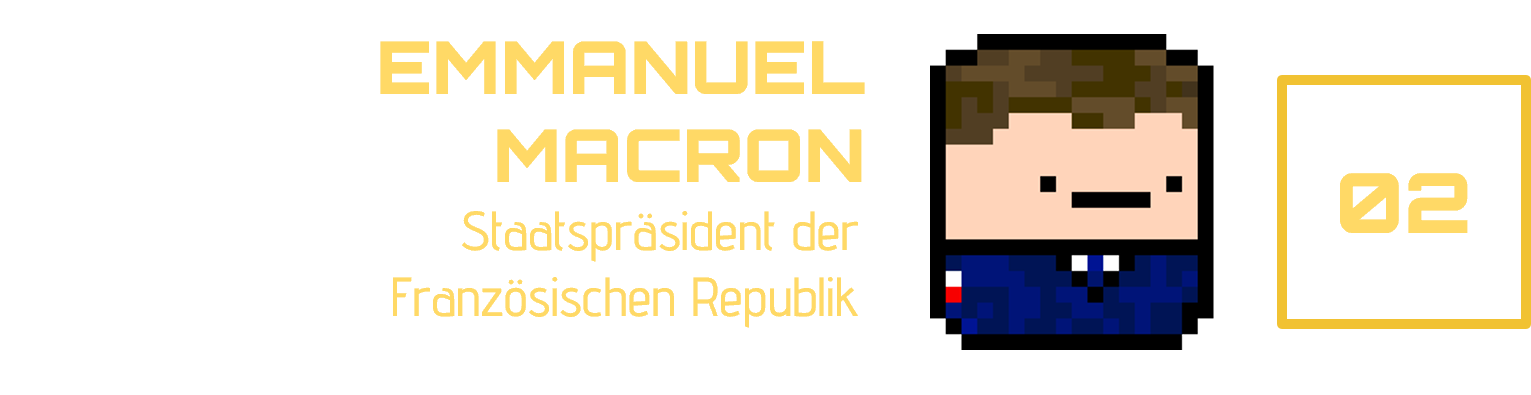 EMMANUEL
MACRON
Staatspräsident der
Französischen Republik
02